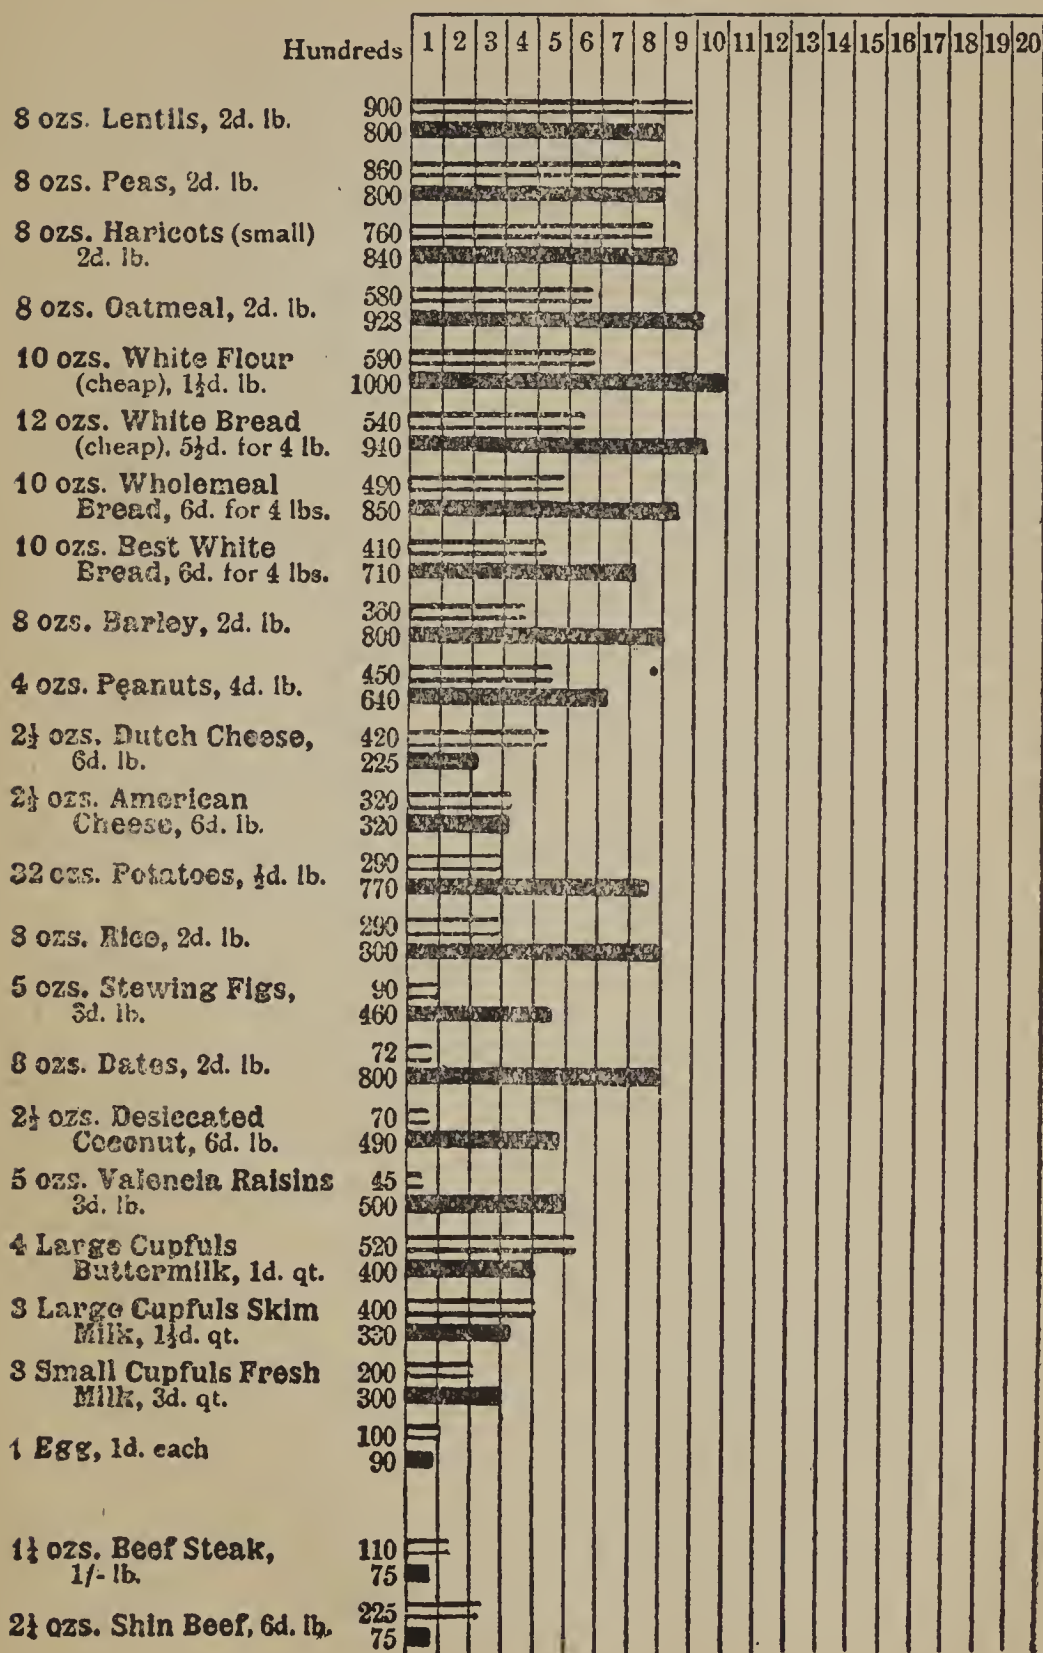 Hundreds 1 2 3 4 5 6 7 8 9 10 11 12 13 14 15 16 17 18 19 20
8 ozs. Lentils, 2d. lb. 900
800
8 ozs. Peas, 2d. lb. 860
800
8 ozs. Haricots (small) 760
2d. lb. 840
8 ozs. Oatmeal, 2d. lb. 580
928
10 ozs. White Flour 590
(cheap), 1½d. lb. 1000
12 ozs. White Bread 540
(cheap), 5½d. for 4 lb. 940
10 ozs. Wholemeal 490
Bread, 6d. for 4 lbs. 850
10 ozs. Best White 410
Bread, 6d. for 4 lbs. 710
8 ozs. Barley, 2d. lb. 360
800
4 ozs. Peanuts, 4d. lb. 450
640
2½ ozs. Dutch Cheese, 420
6d. lb. 225
2½ ozs. American 320
Cheese, 6d. lb. 320
32 ozs. Potatoes, ½d. lb. 290
770
8 ozs. Rice, 2d. lb. 290
800
5 ozs. Stewing Figs, 90
3d. lb. 460
8 ozs. Dates, 2d. lb. 72
800
2½ ozs. Desiccated 70
Coconut, 6d. lb. 490
5 ozs. Valencia Raisins 45
3d. lb. 500
4 Large Cupfuls 520
Buttermilk, 1d. qt. 400
3 Large Cupfuls Skim 400
Milk, 1½d. qt. 330
3 Small Cupfuls Fresh 200
Milk, 3d. qt. 300
1 Egg, 1d. each 100
90
1¼ ozs. Beef Steak, 110
1/- lb. 75
2½ ozs. Shin Beef, 6d. lb. 225
75